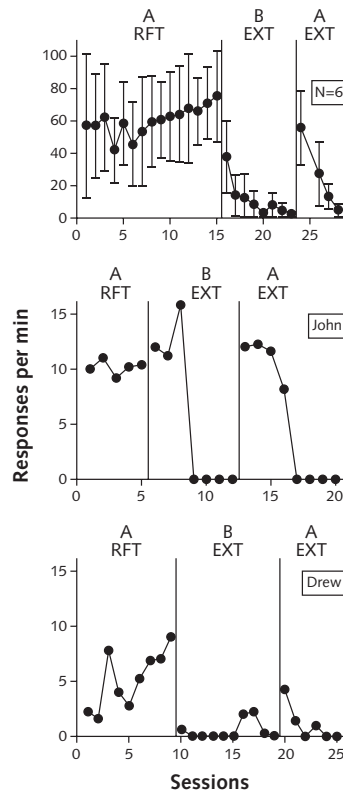 A
RFT
B
EXT
A
EXT
100
80
60
40
20
0
N=6
0 5 10 15 20 25
A
RFT
B
EXT
A
EXT
15
10
5
0
John
0 5 10 15 20
Responses per min
A
RFT
B
EXT
A
EXT
15
10
5
0
Drew
0 5 10 15 20 25
Sessions